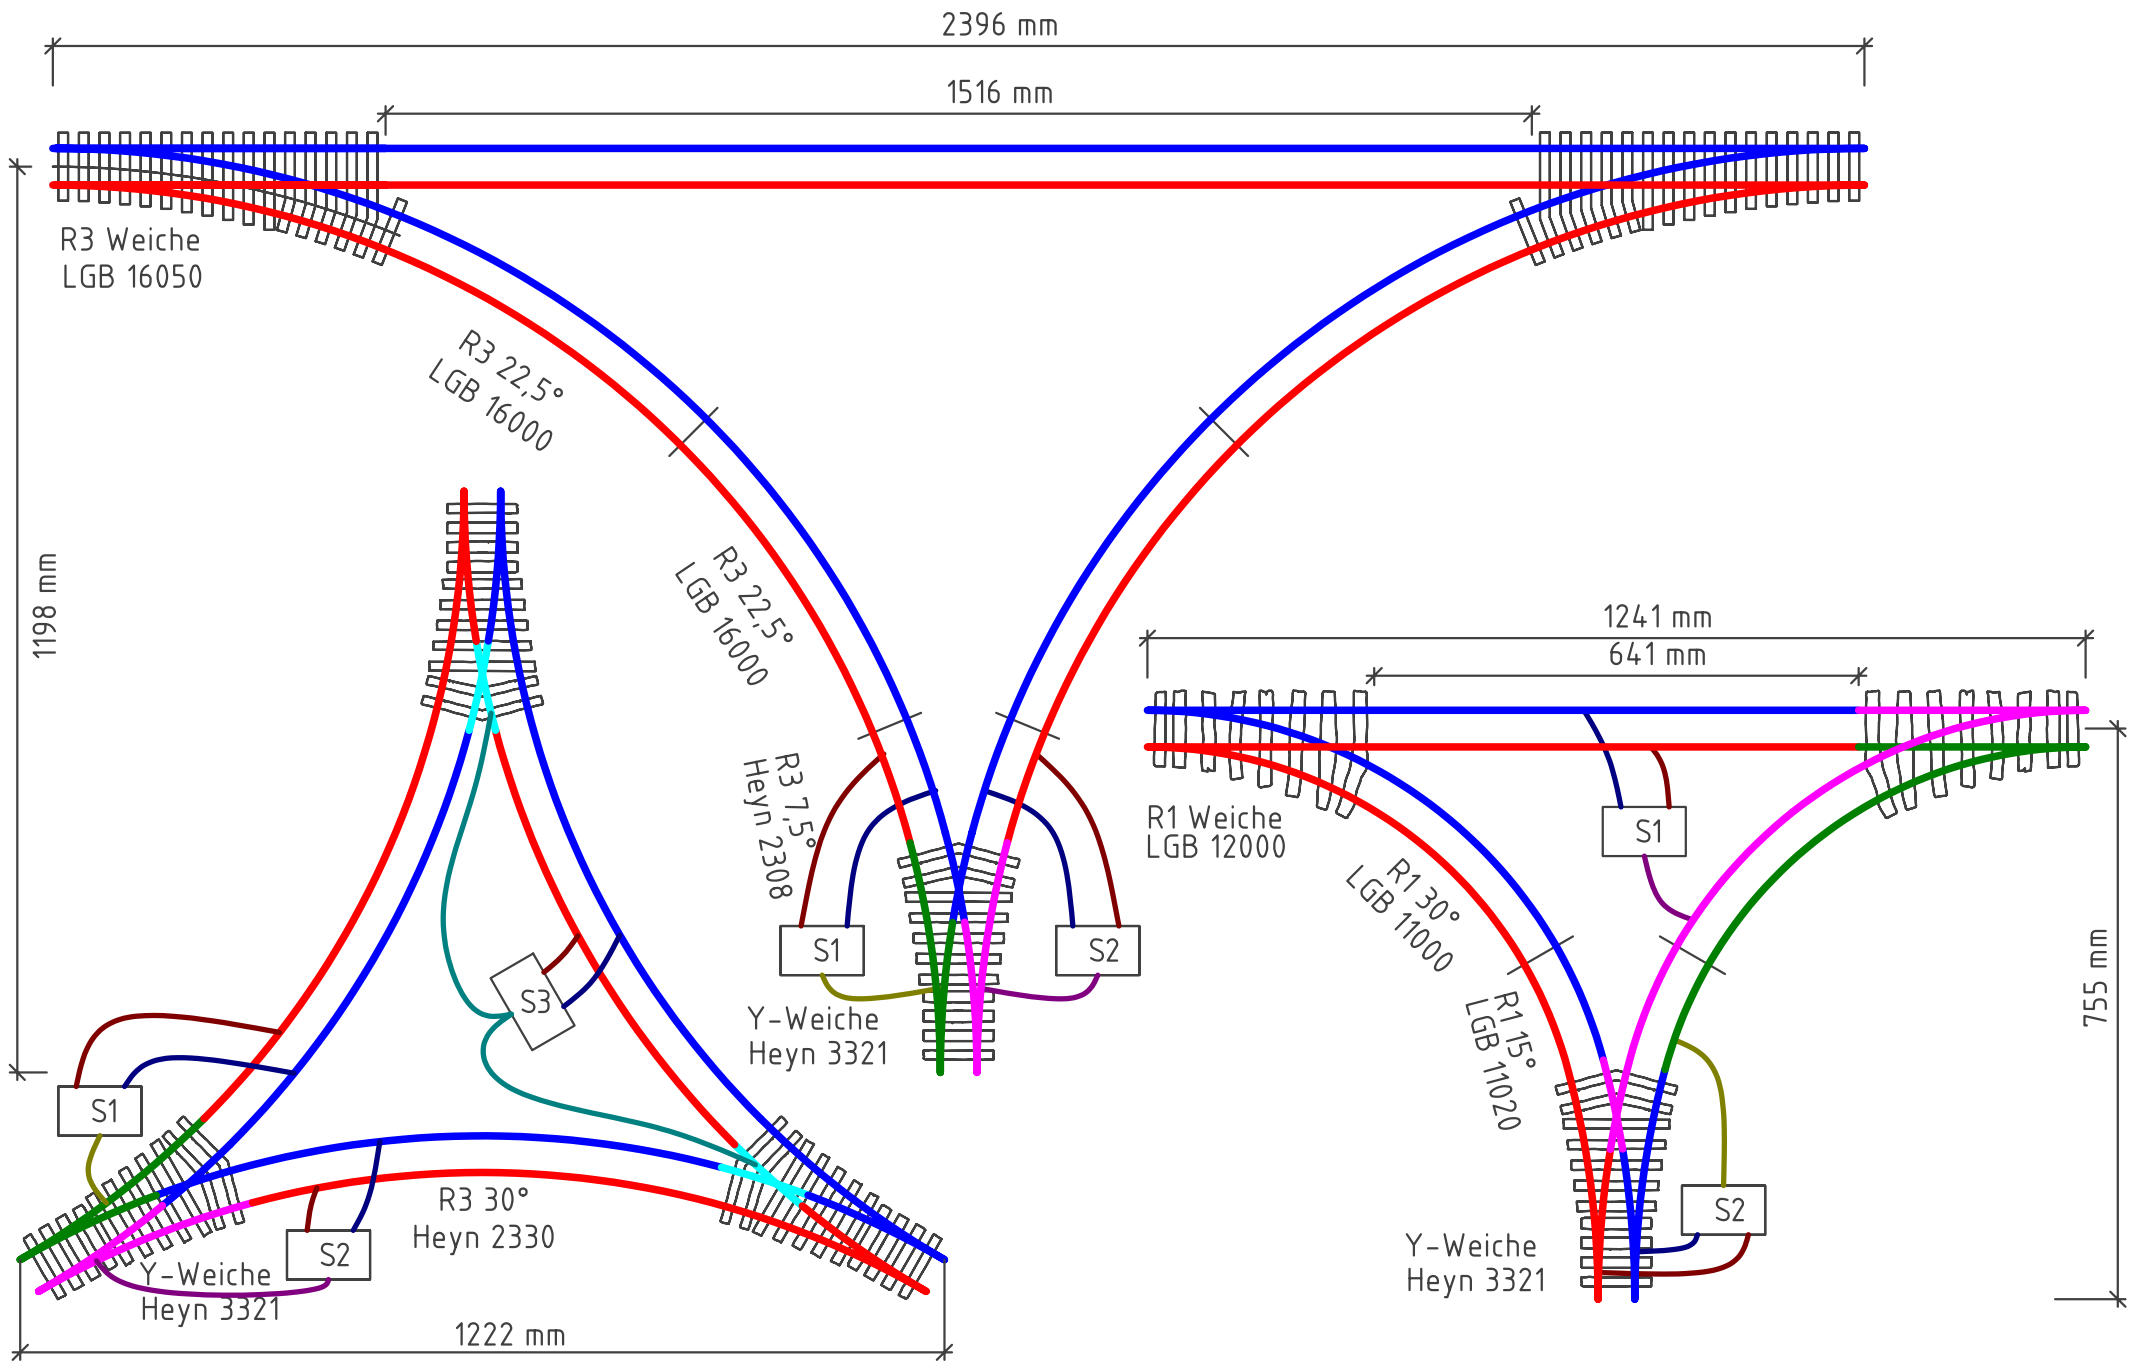 2396 mm
1516 mm
R3 Weiche
LGB 16050
R3 22,5°
LGB 16000
1198 mm
R3 22,5°
LGB 16000
R3 7,5°
Heyn 2308
S1
S2
Y-Weiche
Heyn 3321
1241 mm
641 mm
R1 Weiche
LGB 12000
S1
R1 30°
LGB 11000
R1 15°
LGB 11020
755 mm
S2
Y-Weiche
Heyn 3321
S3
S1
R3 30°
Heyn 2330
S2
Y-Weiche
Heyn 3321
1222 mm